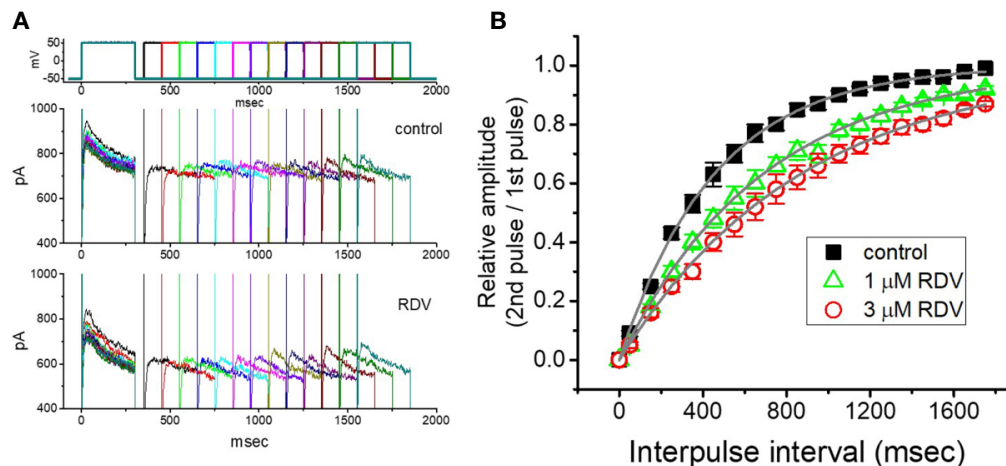 A
50
0
-50
mV
0
500
1000
1500
2000
msec
1000
800
600
400
pA
control
0
500
1000
1500
2000
1000
800
600
400
pA
RDV
0
500
1000
1500
2000
msec
B
1.0
0.8
0.6
0.4
0.2
0.0
Relative amplitude
(2nd pulse / 1st pulse)
control
1 μM RDV
3 μM RDV
0
400
800
1200
1600
Interpulse interval (msec)